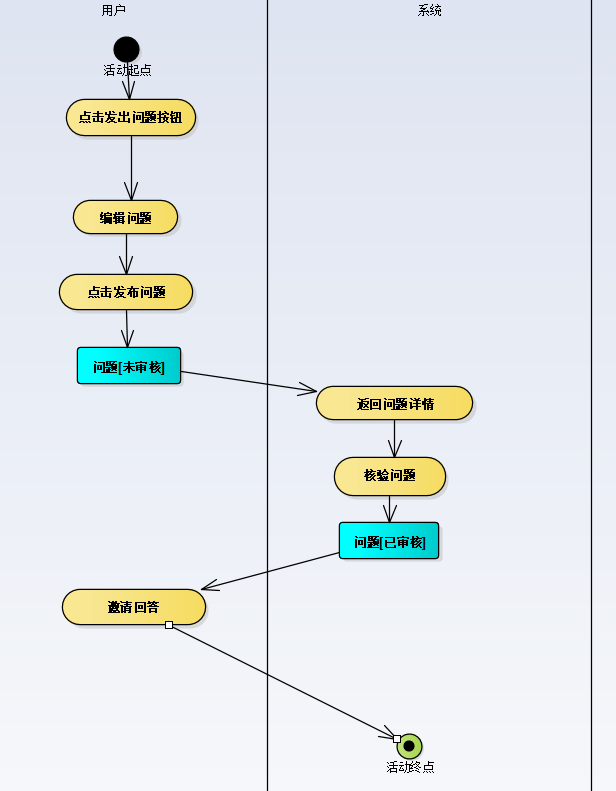 用户
系统
活动起点
点击发出问题按钮
编辑问题
点击发布问题
问题[未审核]
返回问题详情
核验问题
问题[已审核]
邀请回答
活动终点